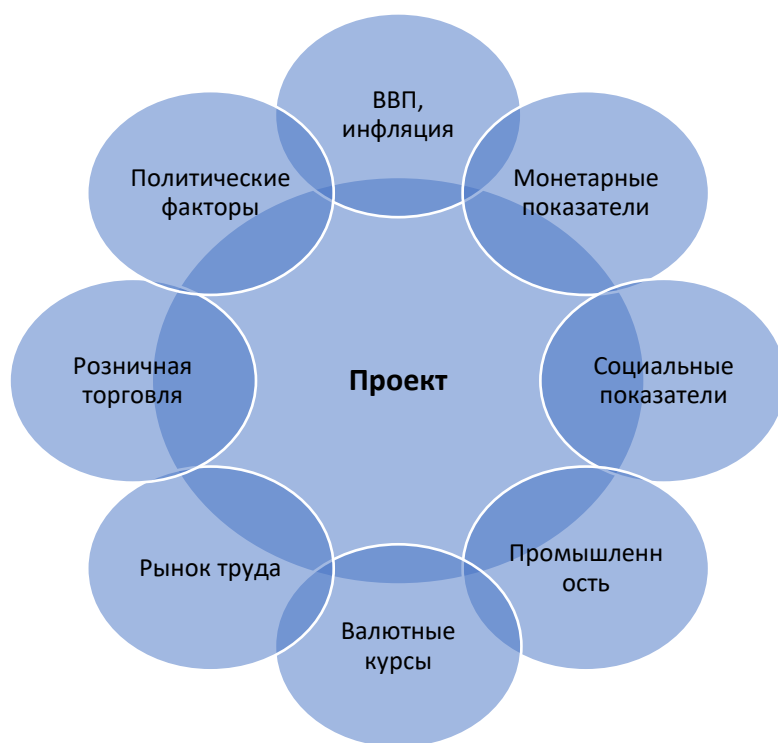 ВВП,
инфляция
Политические
факторы
Монетарные
показатели
Розничная
торговля
Проект
Социальные
показатели
Рынок труда
Промышленн
ость
Валютные
курсы